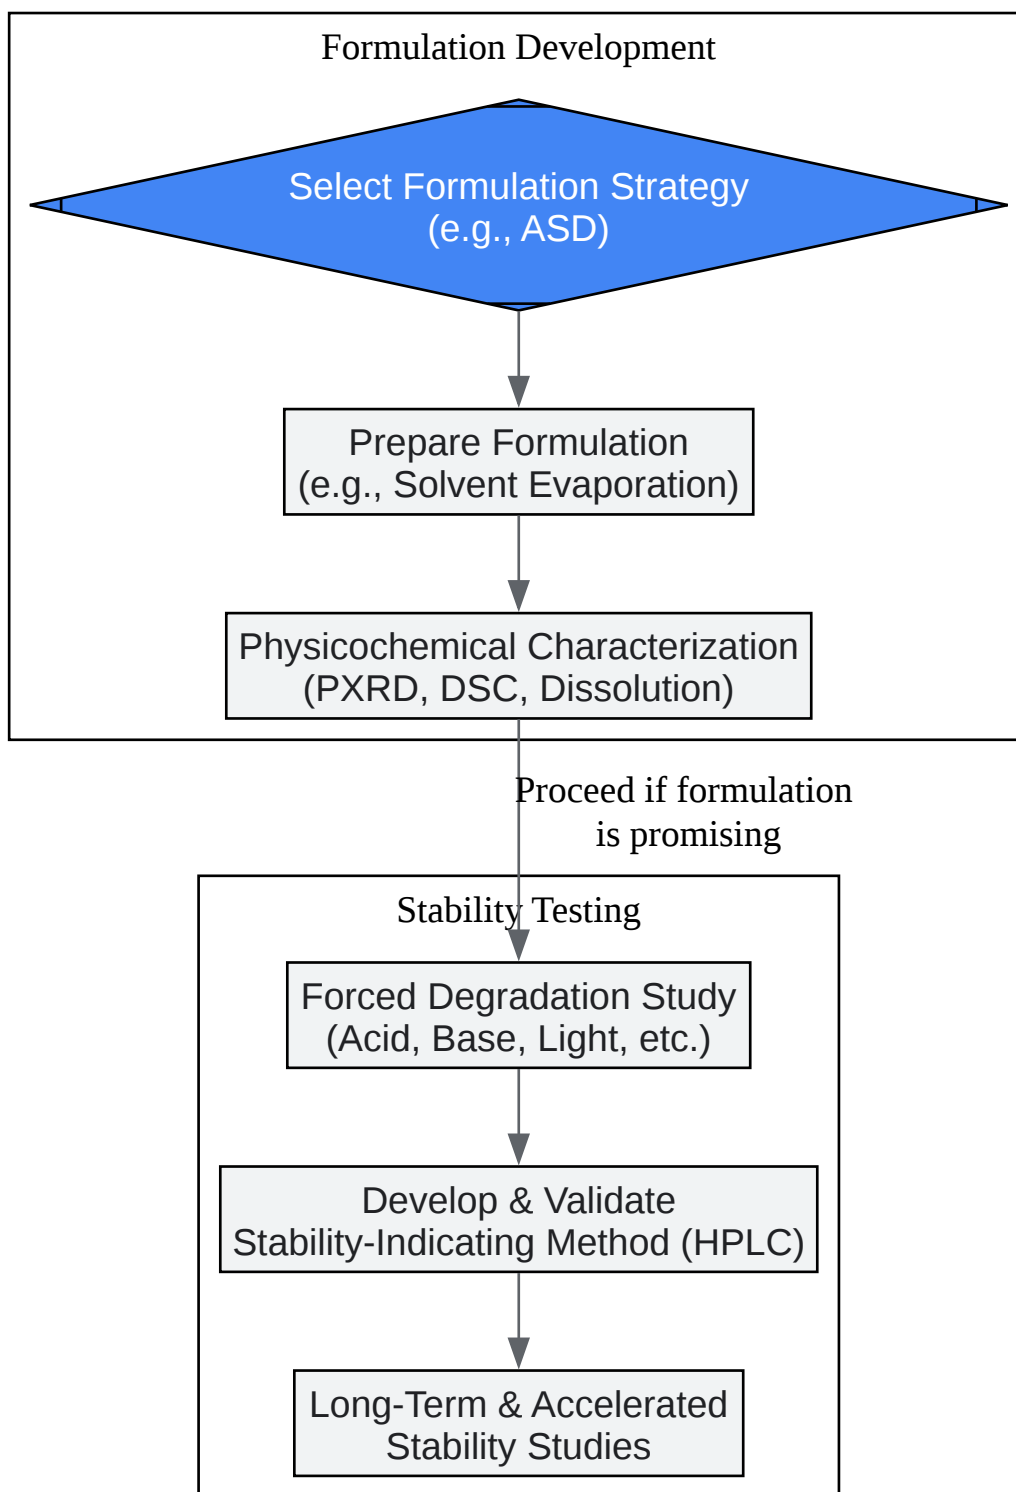 Formulation Development
Select Formulation Strategy
(e.g., ASD)
Prepare Formulation
(e.g., Solvent Evaporation)
Physicochemical Characterization
(PXRD, DSC, Dissolution)
Proceed if formulation
is promising
Stability Testing
Forced Degradation Study
(Acid, Base, Light, etc.)
Develop & Validate
Stability-Indicating Method (HPLC)
Long-Term & Accelerated
Stability Studies